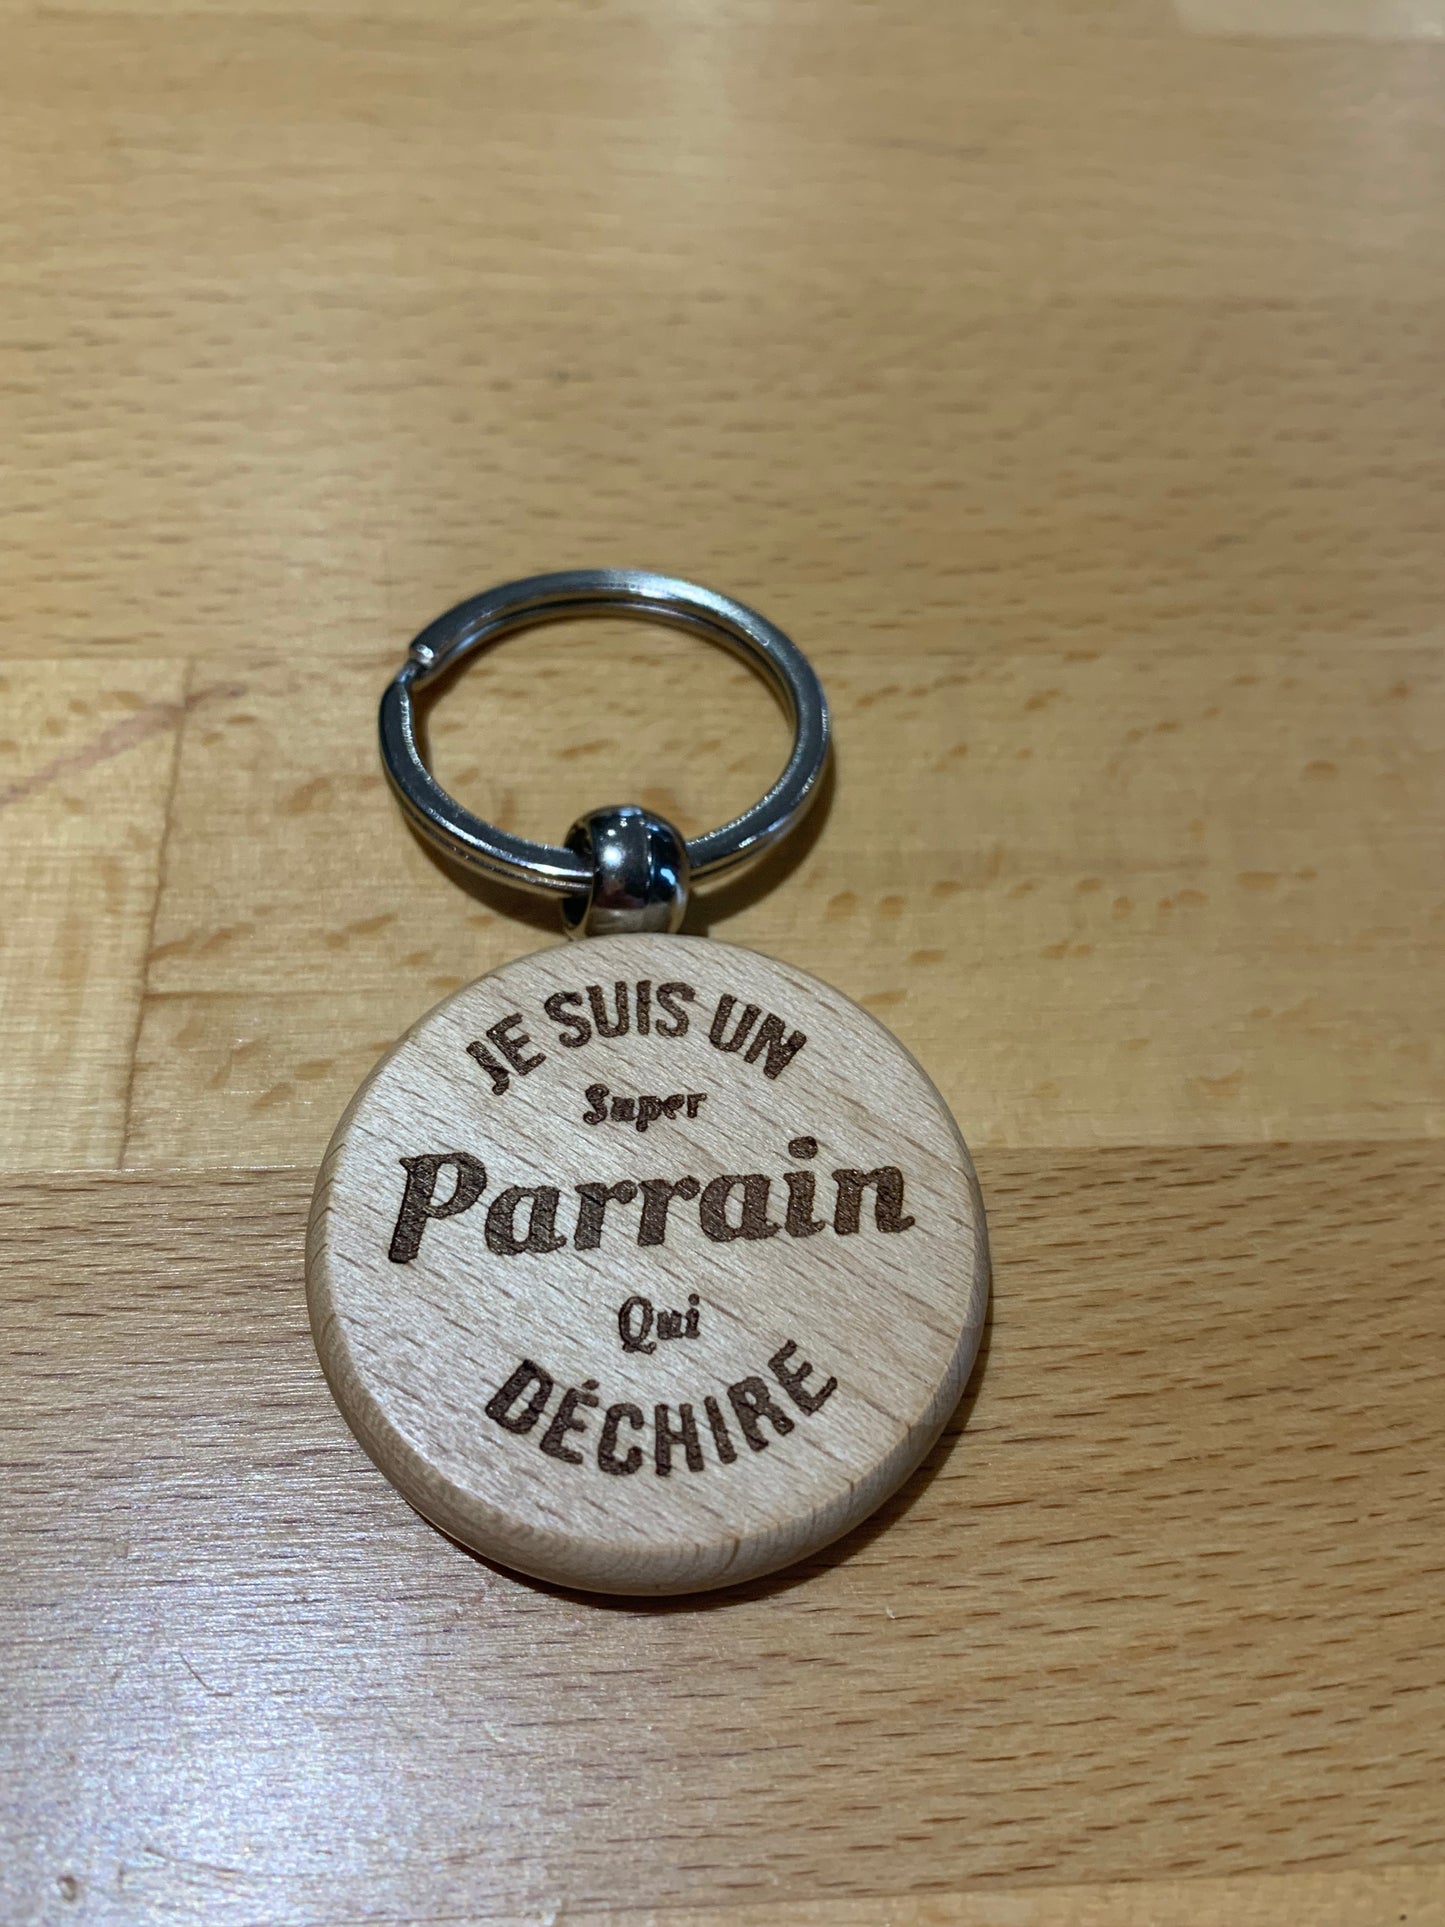 JE SUIS UN
Super
Parrain
Qui
DÉCHIRE